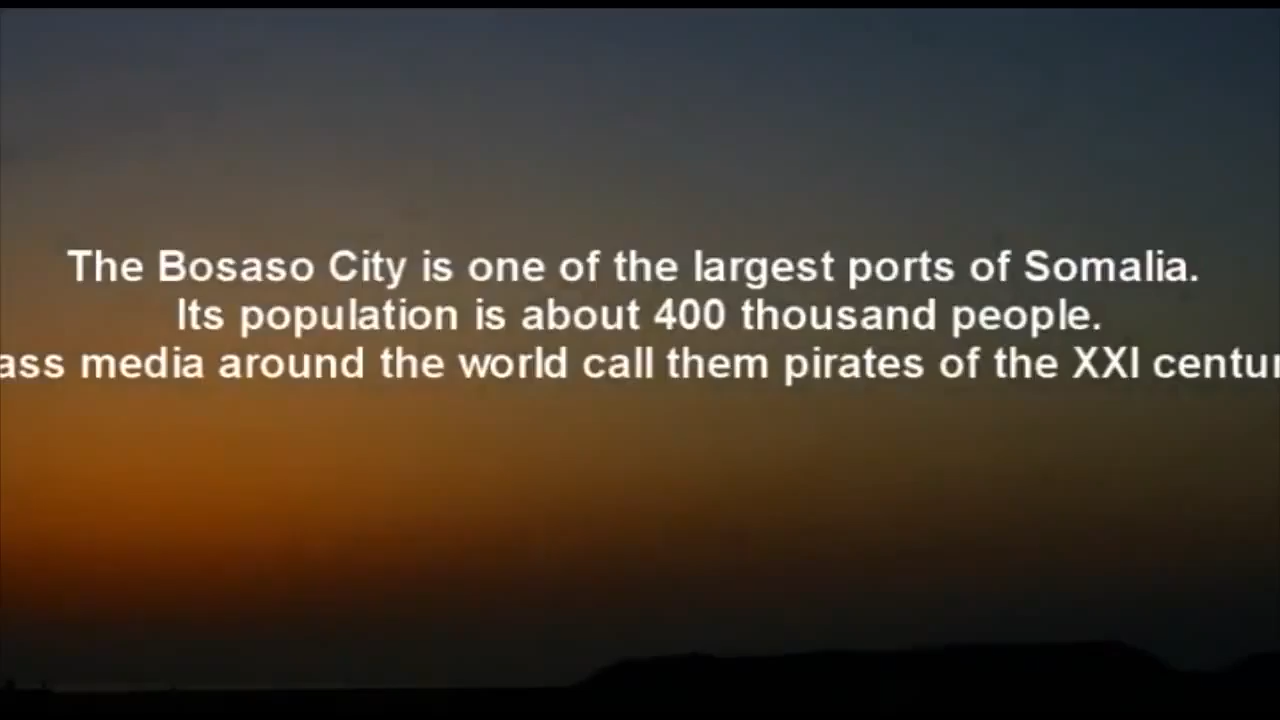 The Bosaso City is one of the largest ports of Somalia.
Its population is about 400 thousand people.
ass media around the world call them pirates of the XXI centur